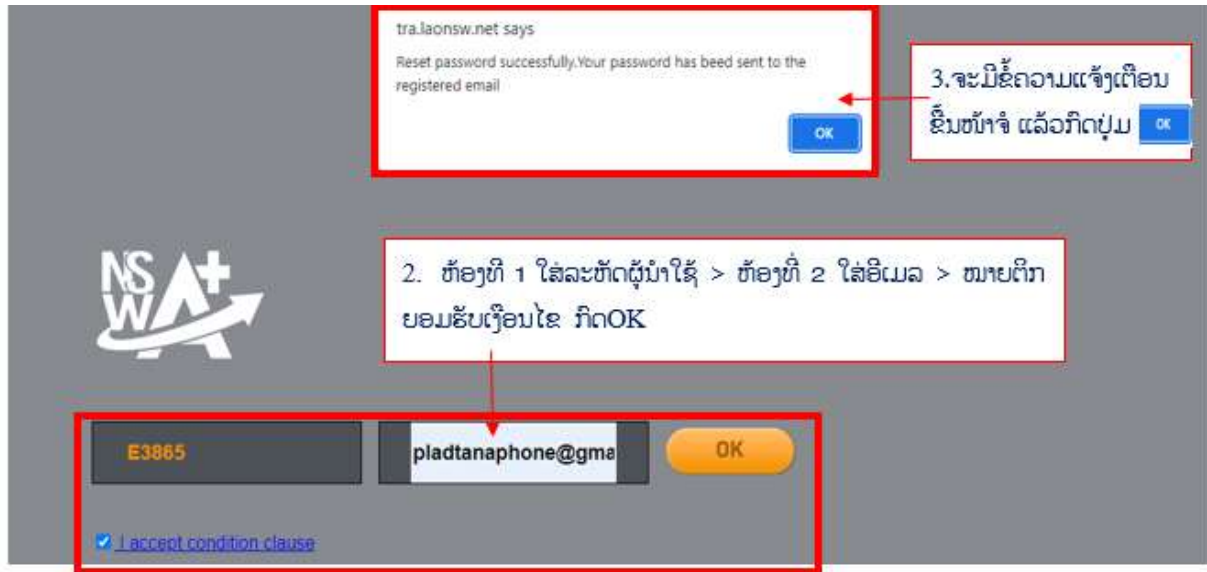 tra.laonsw.net says
Reset password successfully.Your password has beed sent to the
registered email
OK
3.ຈະມີຂໍ້ຄວາມແຈ້ງເຕືອນ
ຂຶ້ນໜ້າຈໍ ແລ້ວກົດປຸ່ມ OK
NS
W A+
2. ຫ້ອງທີ 1 ໃສ່ລະຫັດຜູ້ນຳໃຊ້ > ຫ້ອງທີ່ 2 ໃສ່ອີເມລ > ໝາຍຕິກ
ຍອມຮັບເງື່ອນໄຂ ກົດOK
E3865
pladtanaphone@gma
OK
I accept condition clause